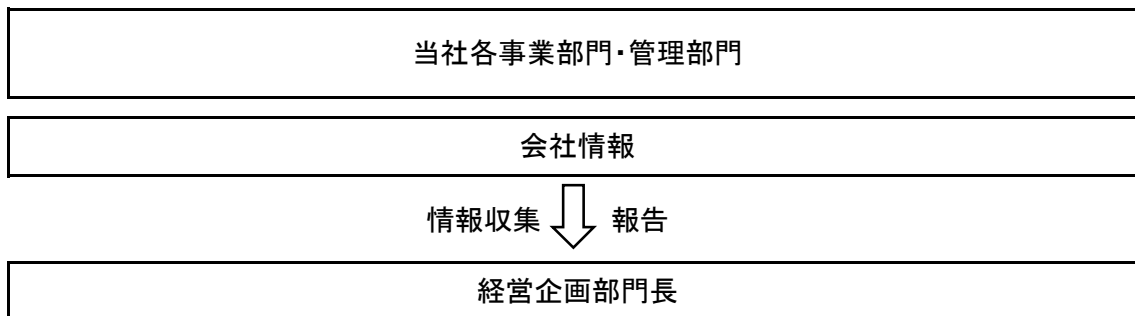 当社各事業部門・管理部門
会社情報
情報収集 報告
経営企画部門長